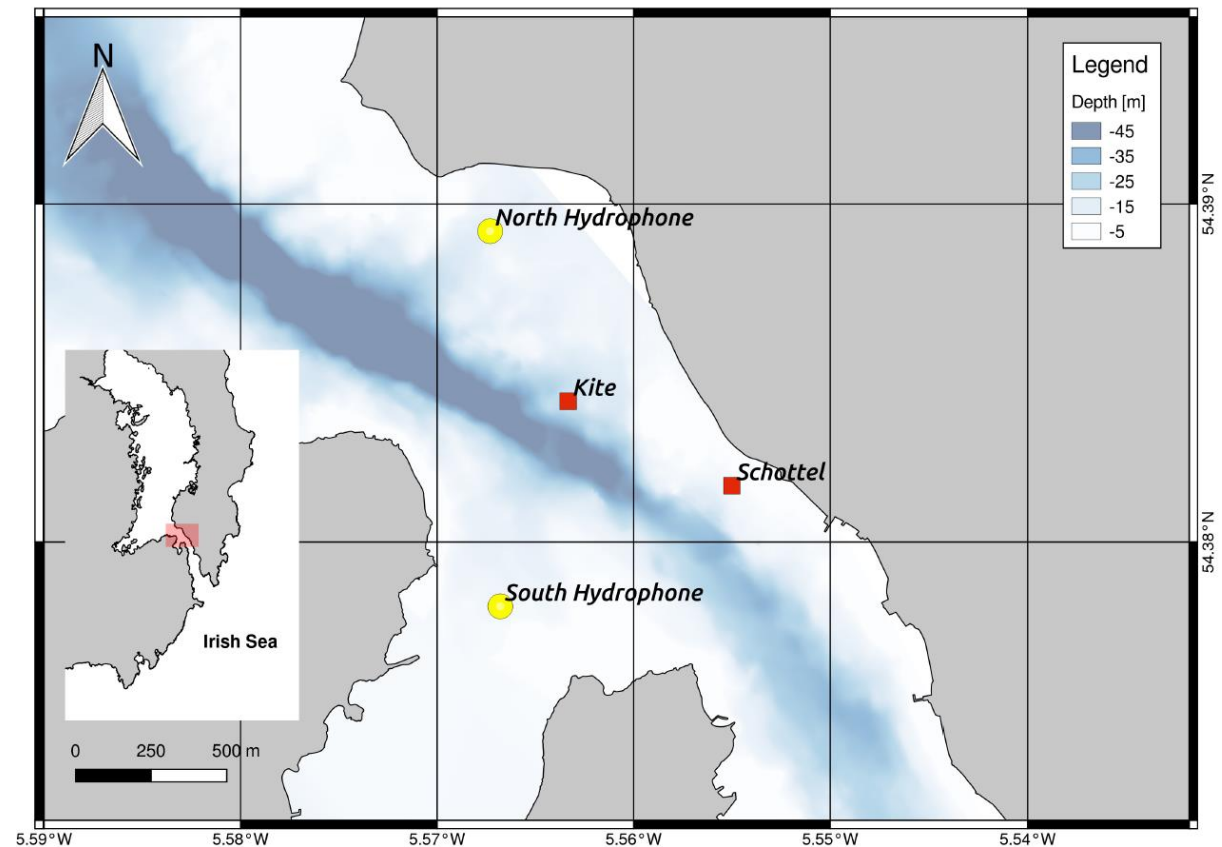 N
Legend
Depth [m]
-45
-35
-25
-15
-5
54.39°N
North Hydrophone
Kite
Schottel
54.38°N
South Hydrophone
Irish Sea
0 250 500 m
5.59°W 5.58°W 5.57°W 5.56°W 5.55°W 5.54°W